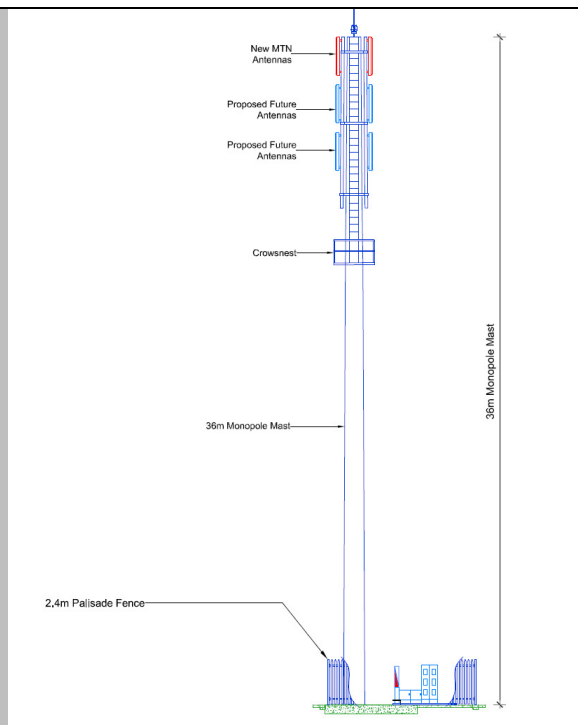 New MTN
Antennas
Proposed Future
Antennas
Proposed Future
Antennas
Crowsnest
36m Monopole Mast
36m Monopole Mast
2,4m Palisade Fence